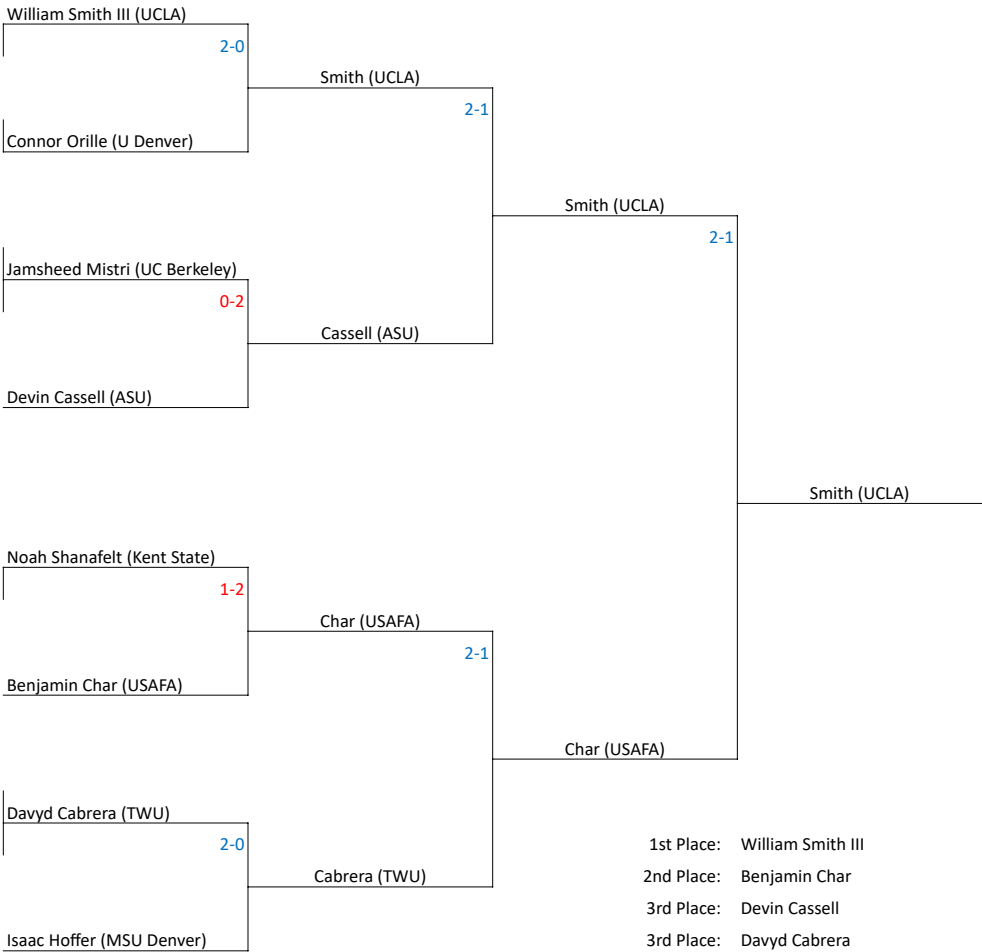 William Smith III (UCLA)
2-0
Smith (UCLA)
2-1
Connor Orille (U Denver)
Smith (UCLA)
2-1
Jamsheed Mistri (UC Berkeley)
0-2
Cassell (ASU)
Devin Cassell (ASU)
Smith (UCLA)
Noah Shanafelt (Kent State)
1-2
Char (USAFA)
2-1
Benjamin Char (USAFA)
Char (USAFA)
Davyd Cabrera (TWU)
2-0
Cabrera (TWU)
Isaac Hoffer (MSU Denver)
1st Place: William Smith III
2nd Place: Benjamin Char
3rd Place: Devin Cassell
3rd Place: Davyd Cabrera